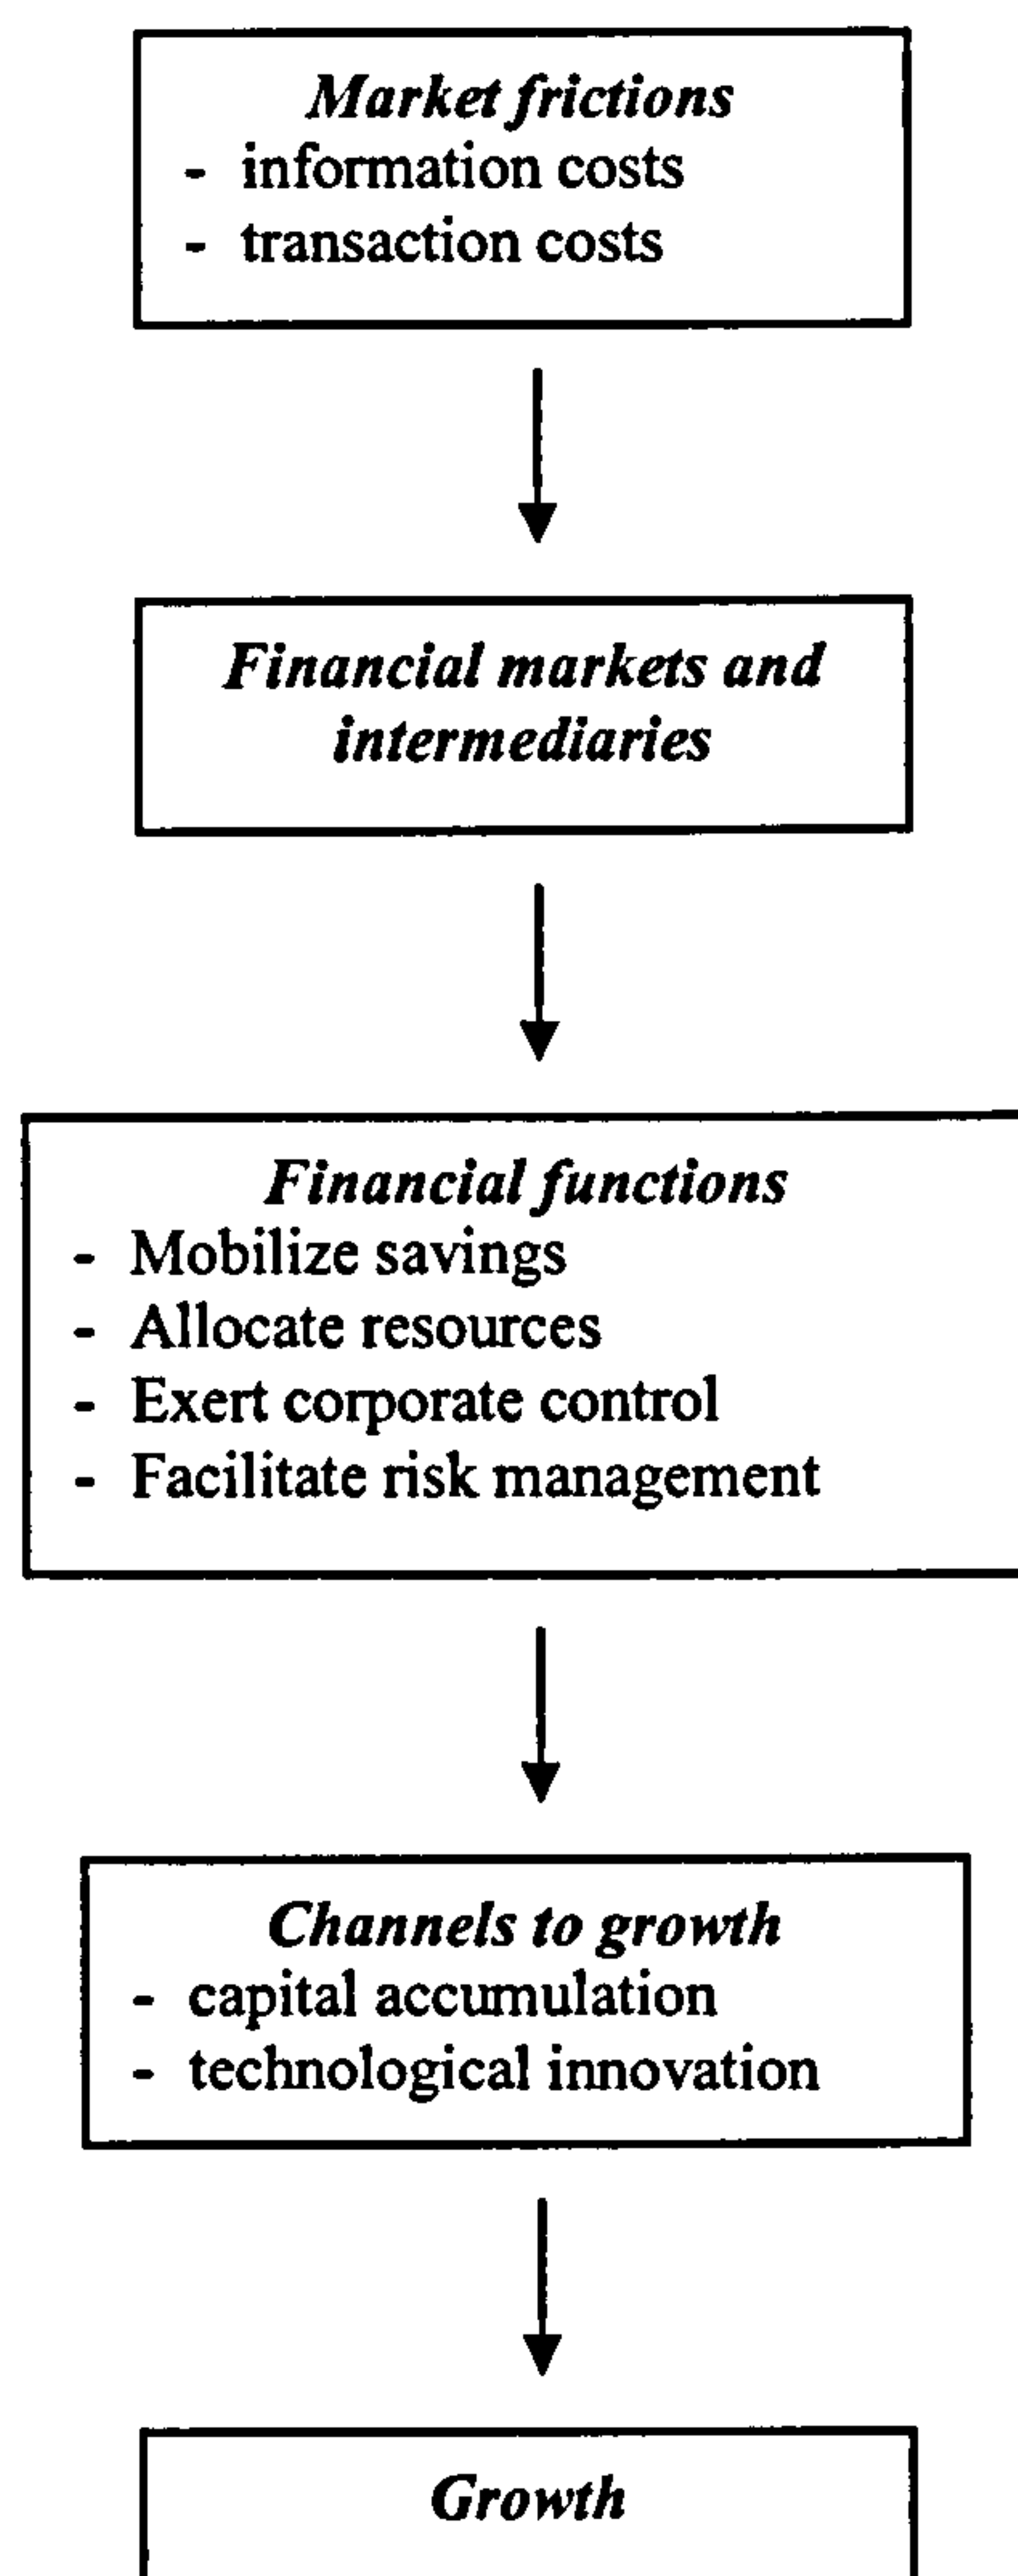 Market frictions
- information costs
- transaction costs
Financial markets and
intermediaries
Financial functions
- Mobilize savings
- Allocate resources
- Exert corporate control
- Facilitate risk management
Channels to growth
- capital accumulation
- technological innovation
Growth